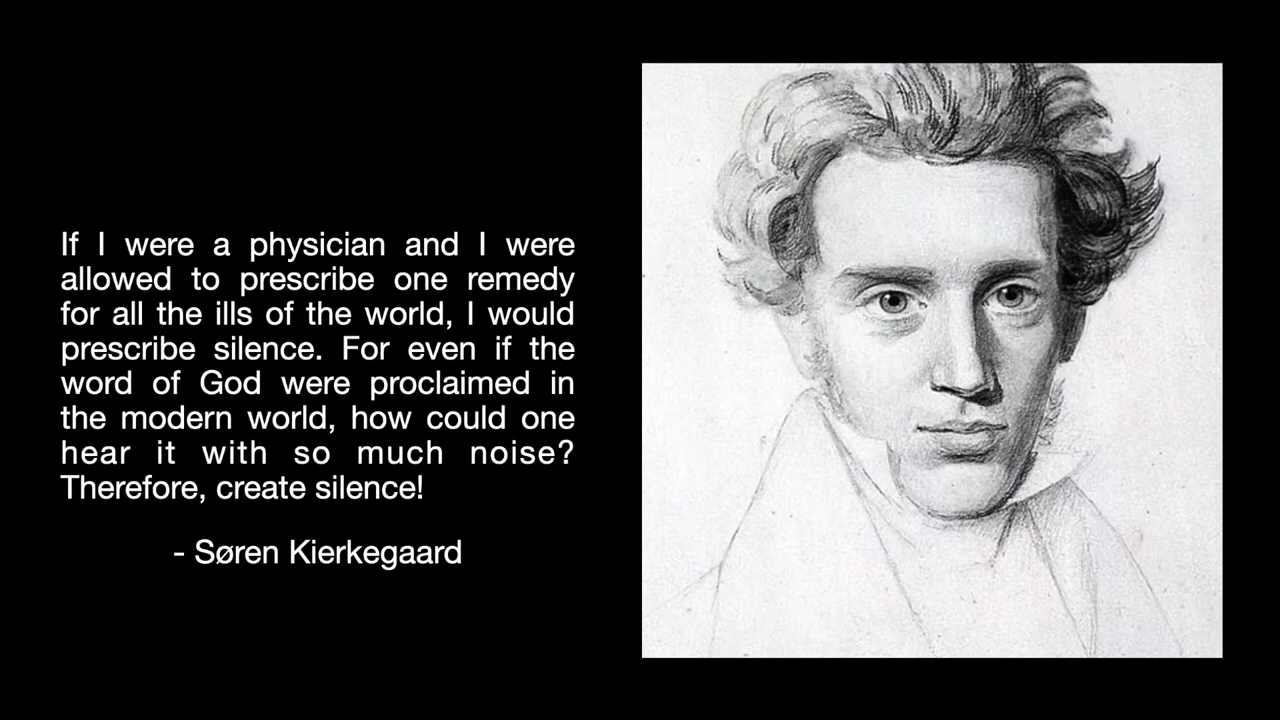 If I were a physician and I were
allowed to prescribe one remedy
for all the ills of the world, I would
prescribe silence. For even if the
word of God were proclaimed in
the modern world, how could one
hear it with so much noise?
Therefore, create silence!
- Søren Kierkegaard